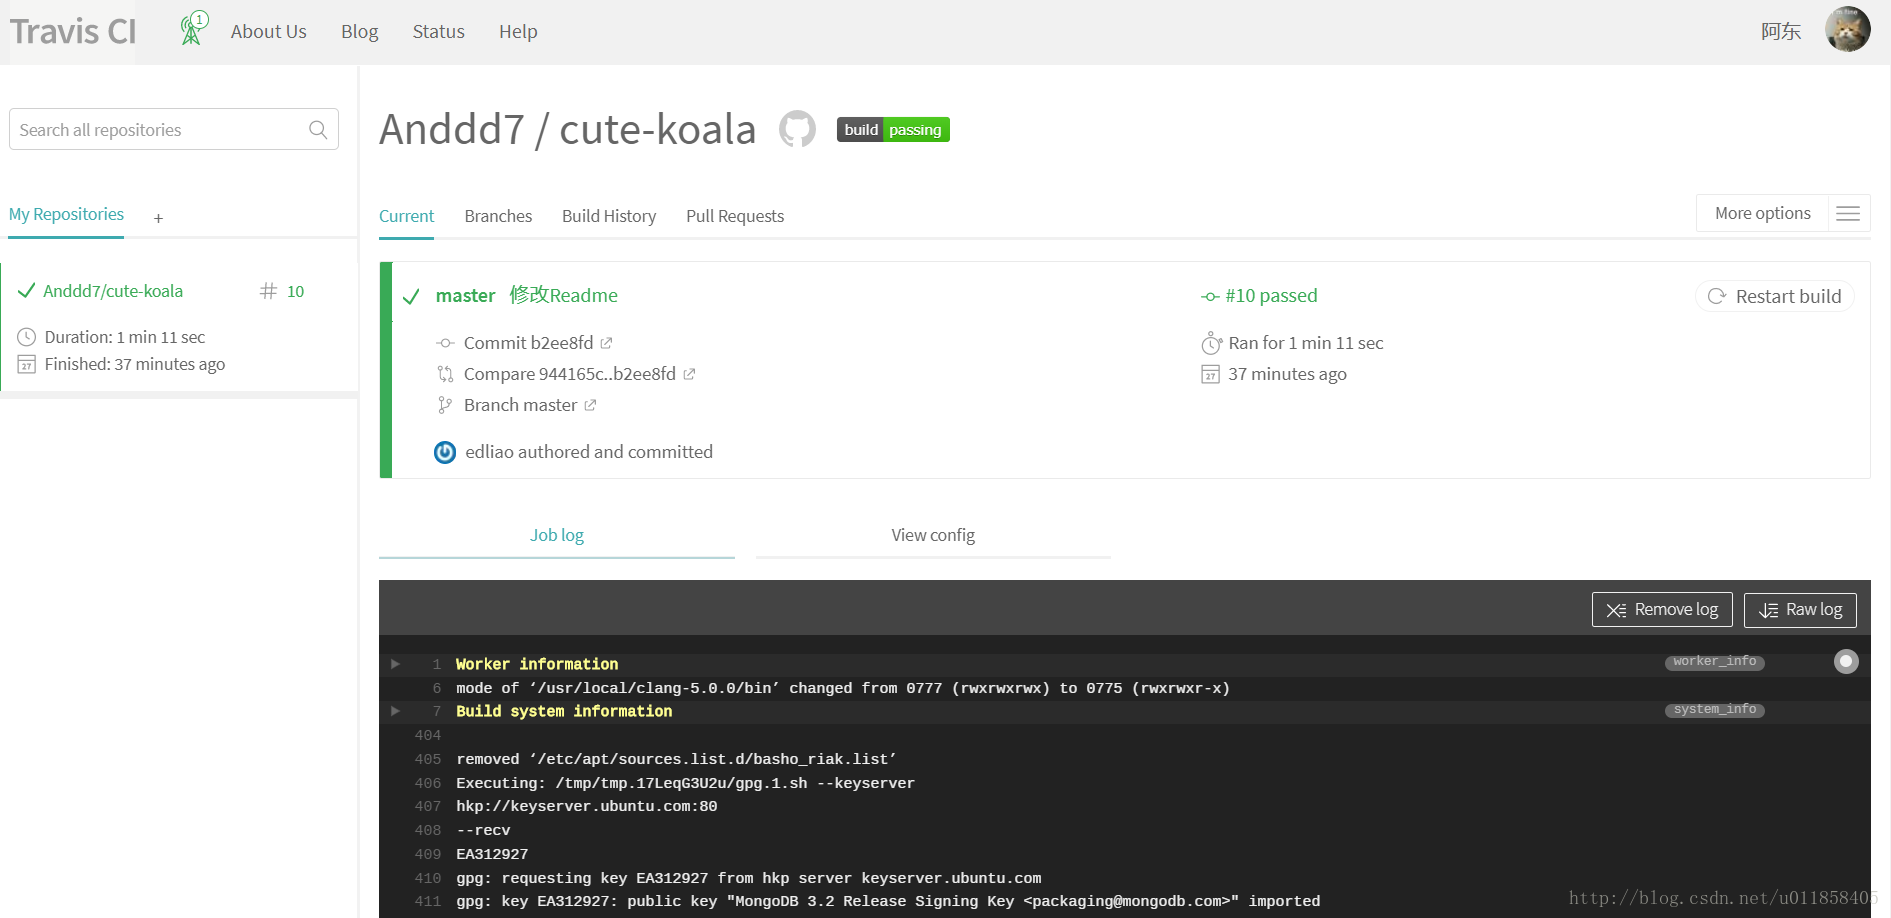 Travis CI
1
About Us
Blog
Status
Help
阿东
Search all repositories
My Repositories
+
Anddd7/cute-koala
# 10
Duration: 1 min 11 sec
27
Finished: 37 minutes ago
Anddd7 / cute-koala
build passing
Current
Branches
Build History
Pull Requests
More options
master 修改Readme
#10 passed
Restart build
Commit b2ee8fd
Ran for 1 min 11 sec
Compare 944165c..b2ee8fd
27
37 minutes ago
Branch master
edliao authored and committed
Job log
View config
Remove log
Raw log
1 Worker information
worker_info
6 mode of ‘/usr/local/clang-5.0.0/bin’ changed from 0777 (rwxrwxrwx) to 0775 (rwxrwxr-x)
7 Build system information
system_info
404
405 removed ‘/etc/apt/sources.list.d/basho_riak.list’
406 Executing: /tmp/tmp.17LeqG3U2u/gpg.1.sh --keyserver
407 hkp://keyserver.ubuntu.com:80
408 --recv
409 EA312927
410 gpg: requesting key EA312927 from hkp server keyserver.ubuntu.com
411 gpg: key EA312927: public key "MongoDB 3.2 Release Signing Key <packaging@mongodb.com>" imported
http://blog.csdn.net/u011858405